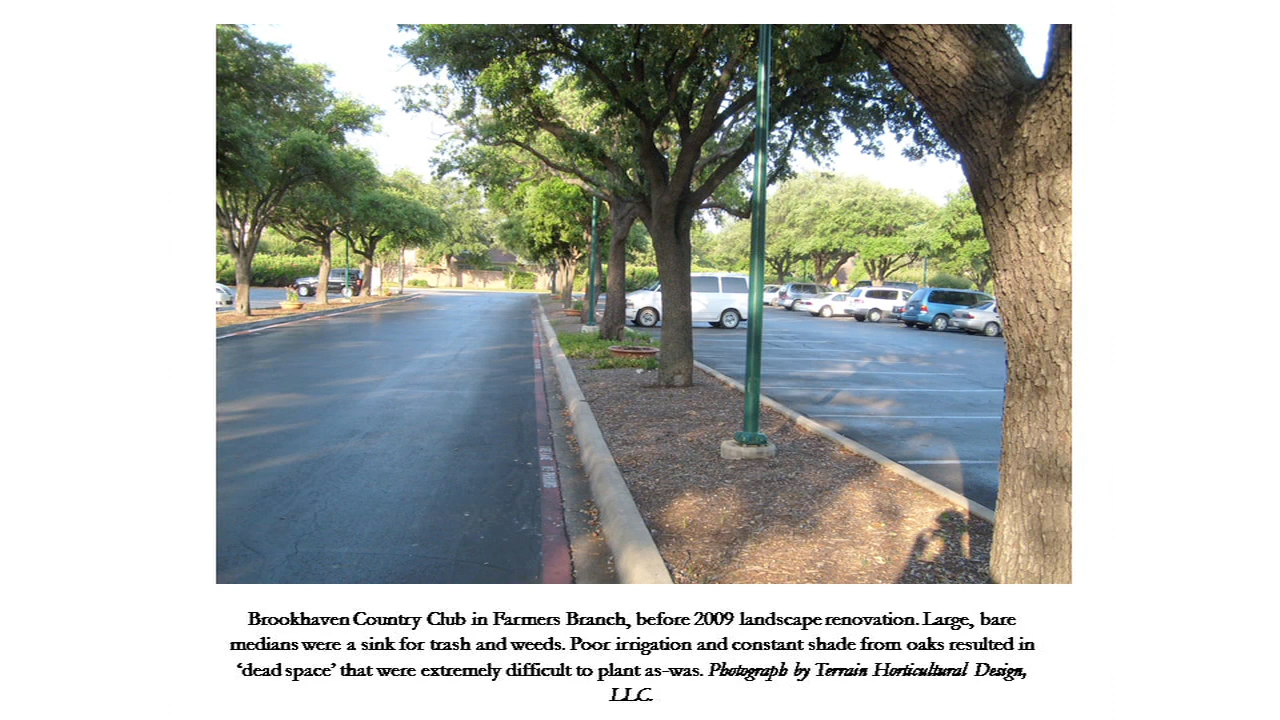 Brookhaven Country Club in Farmers Branch, before 2009 landscape renovation. Large, bare
medians were a sink for trash and weeds. Poor irrigation and constant shade from oaks resulted in
‘dead space’ that were extremely difficult to plant as-was. Photograph by Terrain Horticultural Design,
LLC.